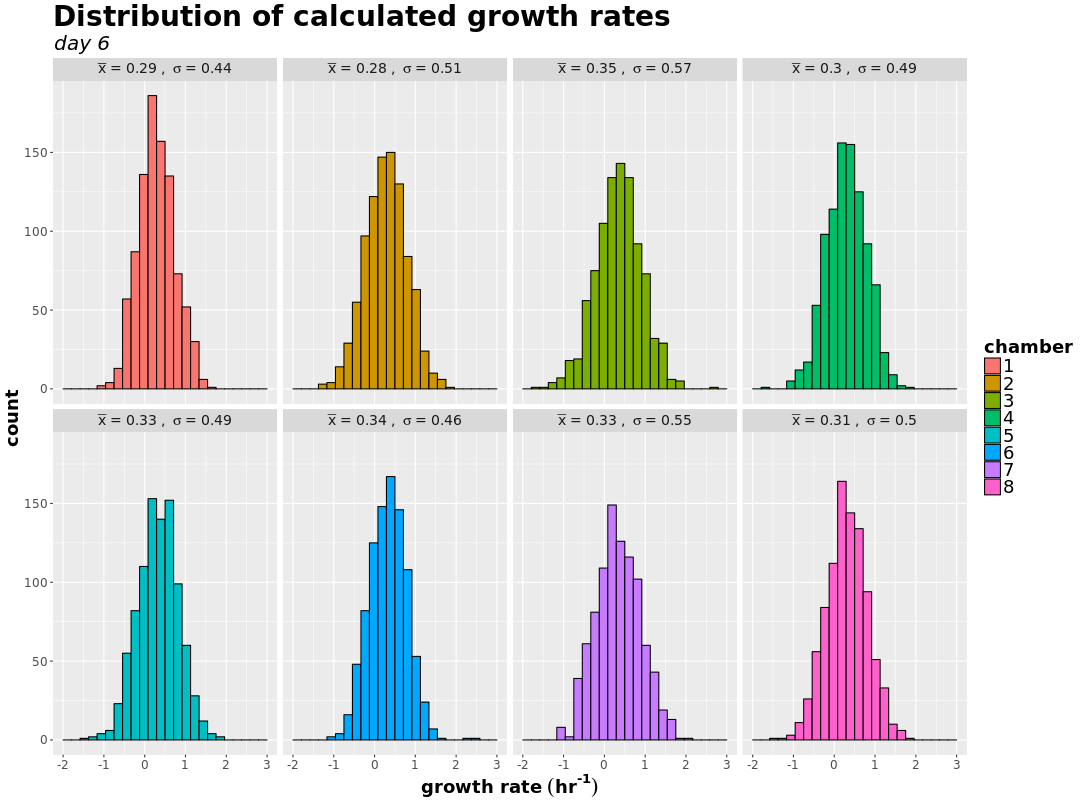 Distribution of calculated growth rates
day 6
x̅ = 0.29 , σ = 0.44
x̅ = 0.28 , σ = 0.51
x̅ = 0.35 , σ = 0.57
x̅ = 0.3 , σ = 0.49
150
100
50
0
x̅ = 0.33 , σ = 0.49
x̅ = 0.34 , σ = 0.46
x̅ = 0.33 , σ = 0.55
x̅ = 0.31 , σ = 0.5
150
100
50
0
-2 -1 0 1 2 3
-2 -1 0 1 2 3
-2 -1 0 1 2 3
-2 -1 0 1 2 3
growth rate (hr⁻¹)
count
chamber
1
2
3
4
5
6
7
8